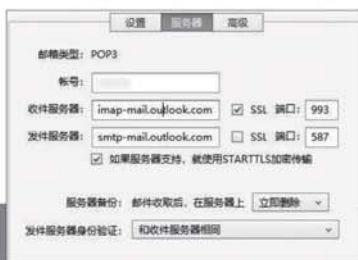 设置 服务器 高级
邮箱类型： POP3
帐号：
收件服务器： imap-mail.outlook.com SSL 端口： 993
发件服务器： smtp-mail.outlook.com SSL 端口： 587
如果服务器支持，就使用STARTTLS加密传输
服务器备份： 邮件收取后，在服务器上 立即删除
发件服务器身份验证： 和收件服务器相同